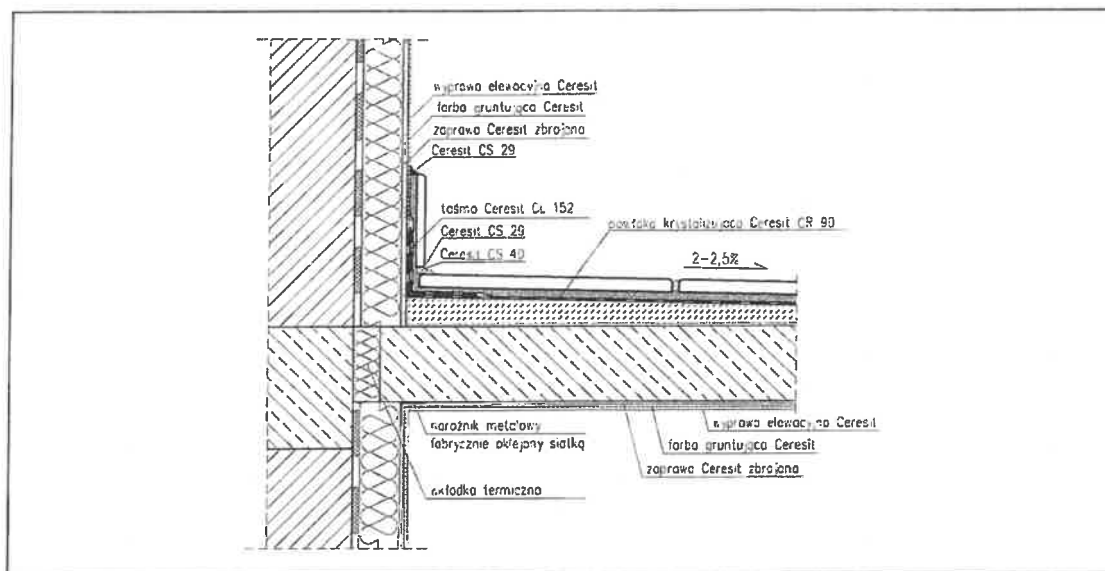 wyprawa elewacyjna Ceresit
farba gruntująca Ceresit
zaprawa Ceresit zbrojona
Ceresit CS 29
taśma Ceresit CL 152
powłoka krystalizująca Ceresit CR 90
Ceresit CS 29
Ceresit CS 40
2-2,5%
narożnik metalowy
fabrycznie oklejony siatką
wyprawa elewacyjna Ceresit
farba gruntująca Ceresit
zaprawa Ceresit zbrojona
wkładka termiczna